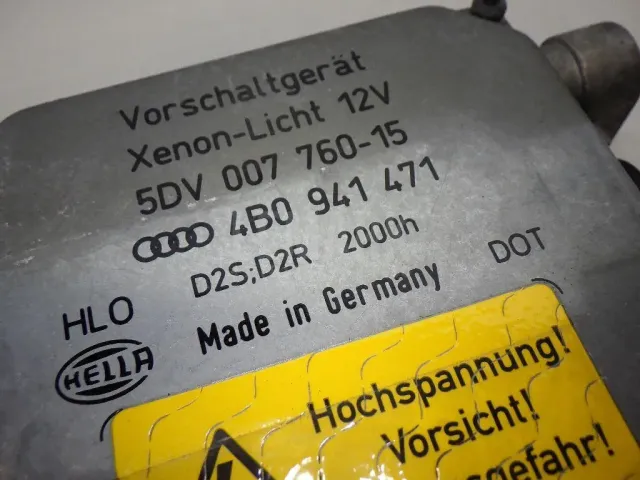 Vorschaltgerät
Xenon-Licht 12V
5DV 007 760-15
4B0 941 471
D2S;D2R 2000h
HLO
Made in Germany
DOT
HELLA
Hochspannung!
Vorsicht!